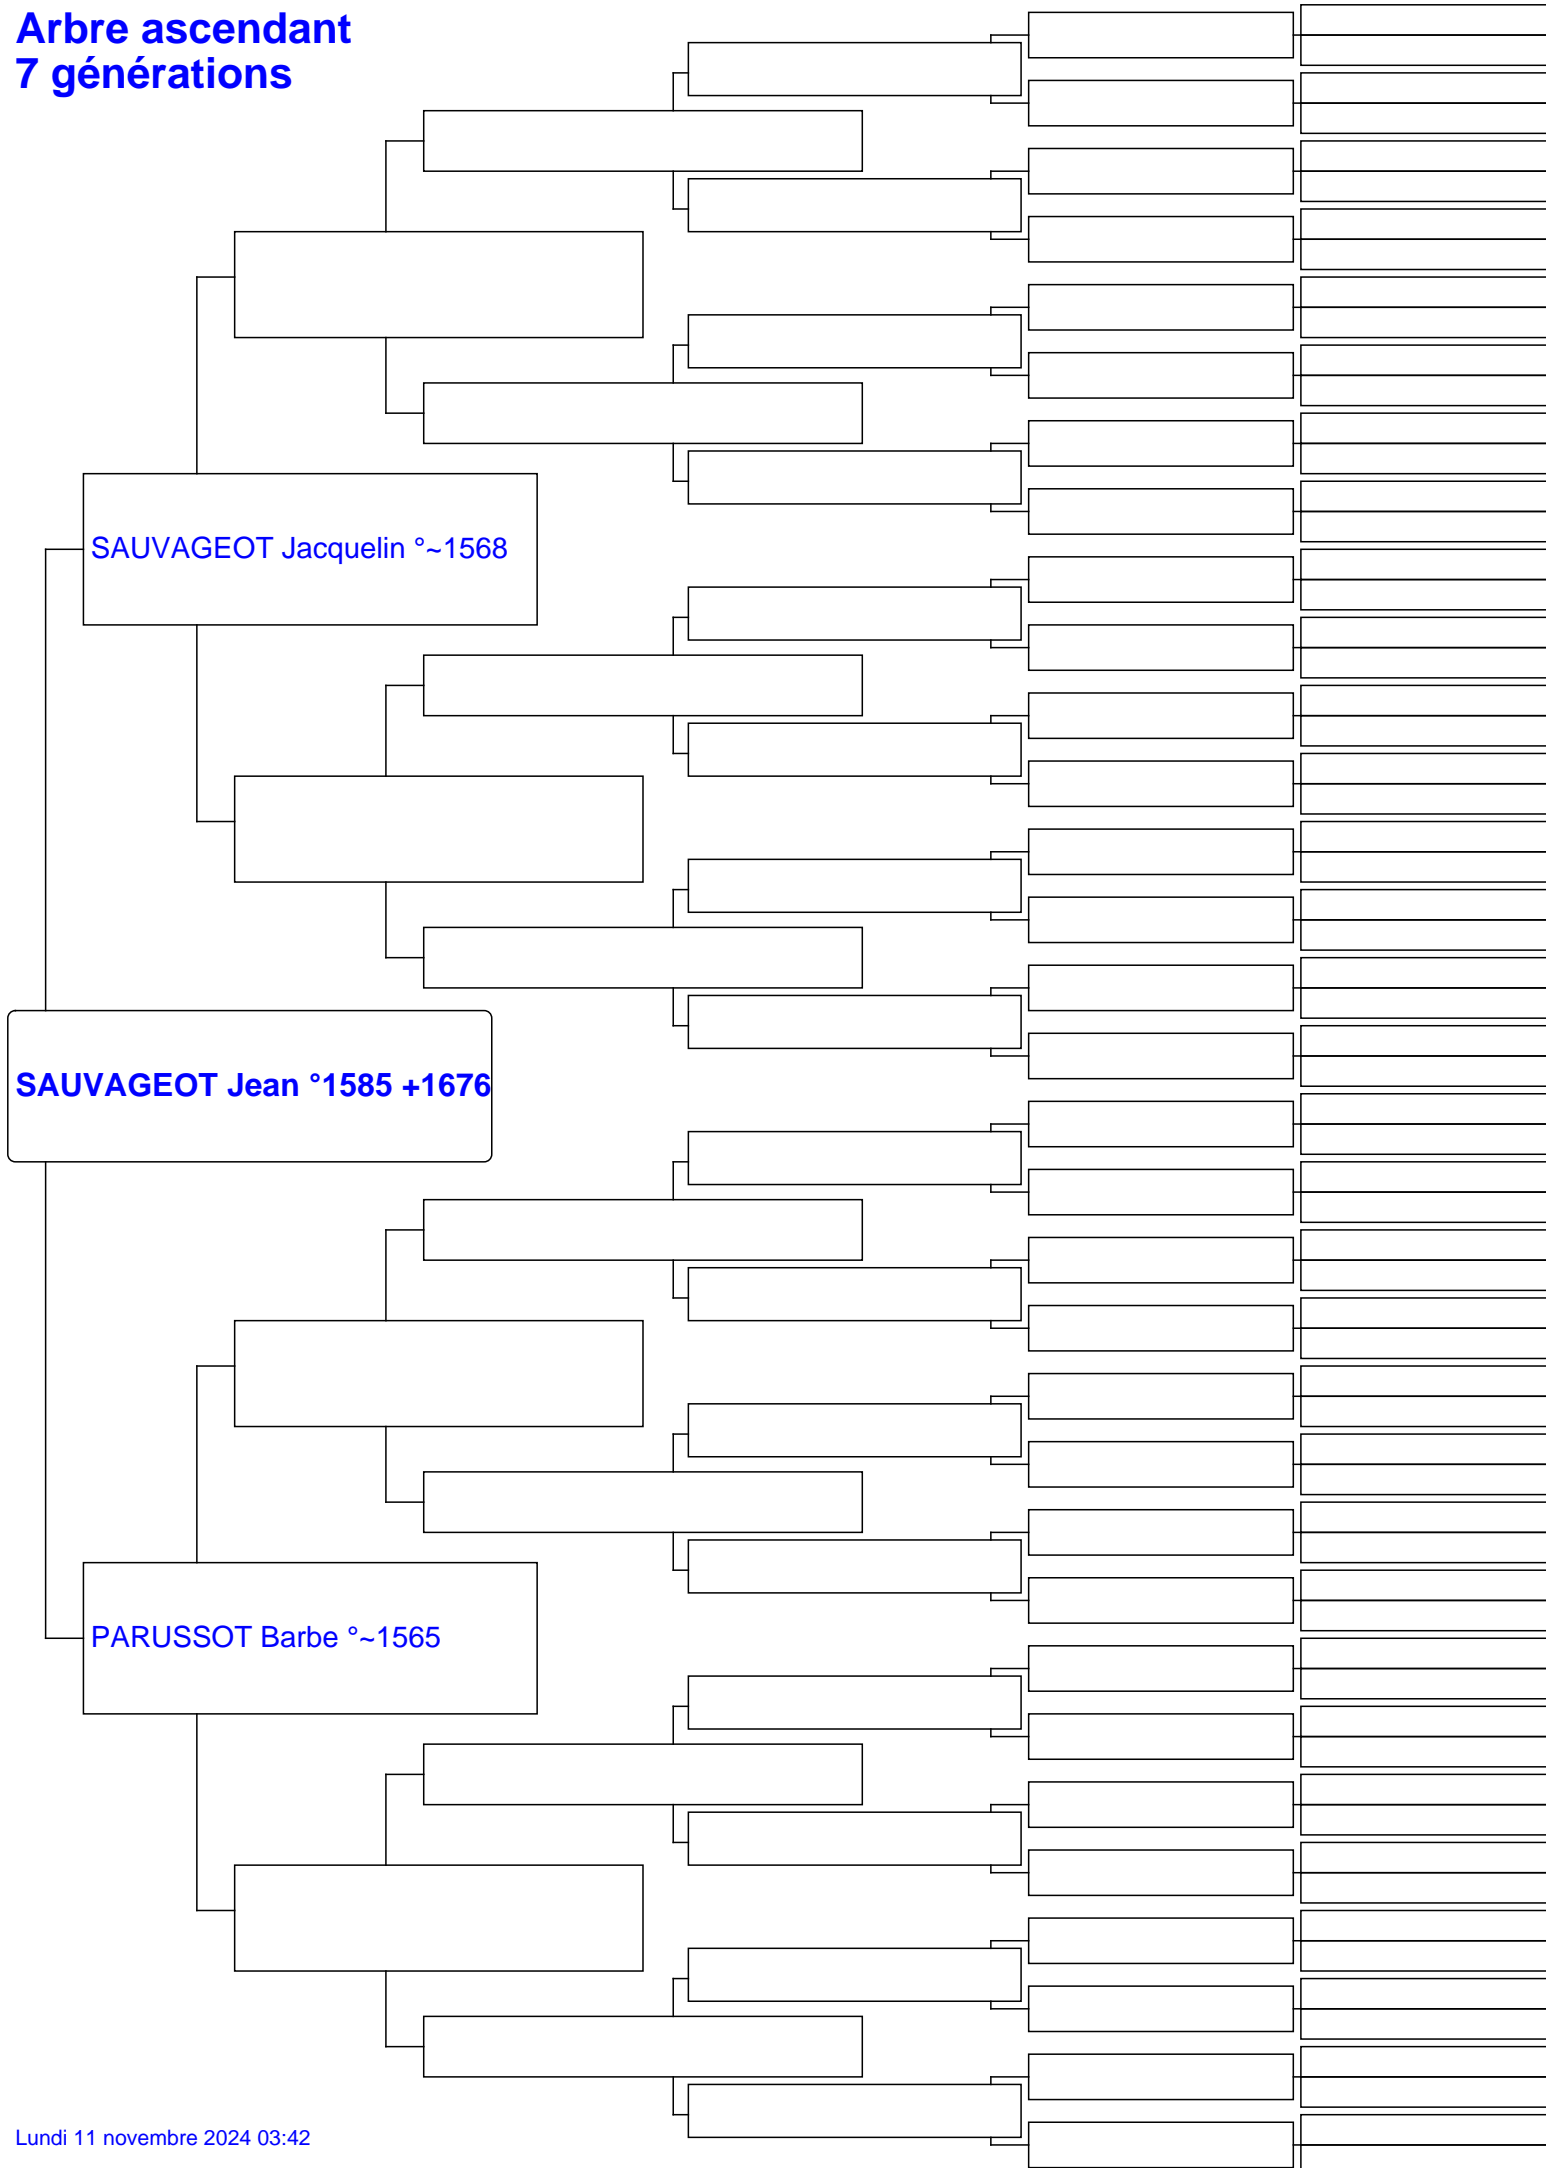 Arbre ascendant
7 générations
SAUVAGEOT Jacquelin °~1568
SAUVAGEOT Jean °1585 +1676
PARUSSOT Barbe °~1565
Lundi 11 novembre 2024 03:42